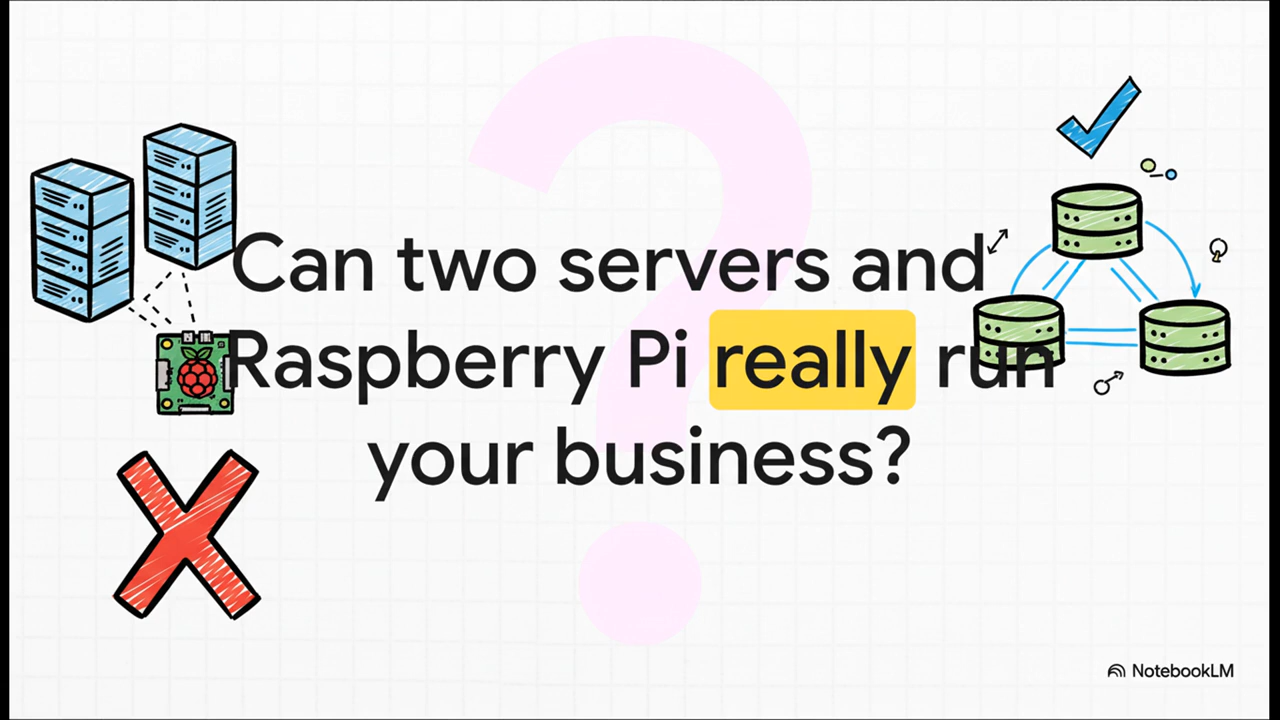 Can two servers and
Raspberry Pi really run
your business?
NotebookLM